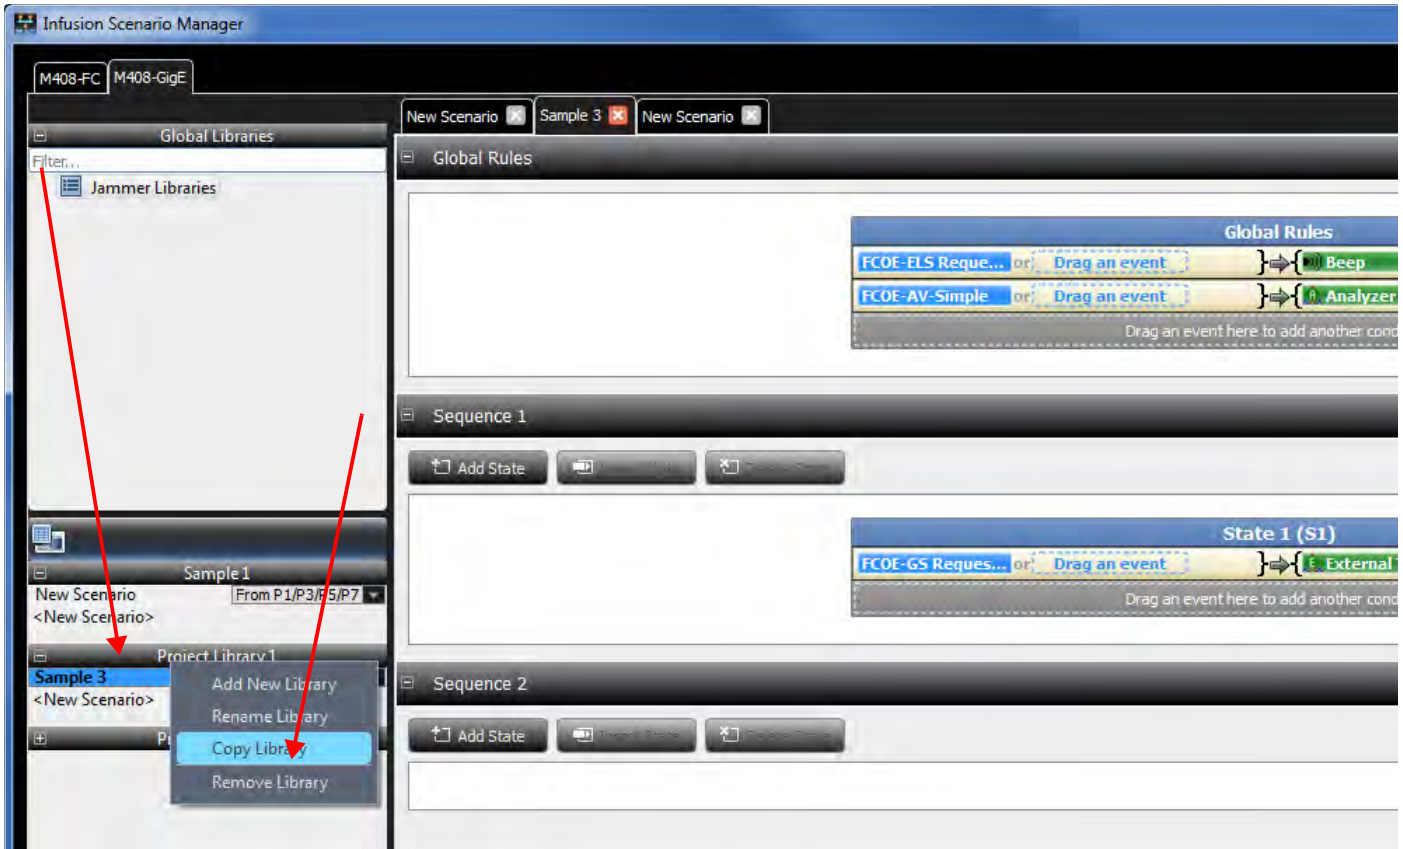 Infusion Scenario Manager
M408-FC M408-GigE
Global Libraries
Filter...
Jammer Libraries
Sample 1
New Scenario From P1/P3/P5/P7
<New Scenario>
Project Library 1
Sample 3
<New Scenario>
Add New Library
Rename Library
Copy Library
Remove Library
New Scenario Sample 3 New Scenario
Global Rules
Global Rules
FCOE-ELS Reque... or Drag an event Beep
FCOE-AV-Simple or Drag an event Analyzer
Drag an event here to add another cond
Sequence 1
Add State
State 1 (S1)
FCOE-GS Reques... or Drag an event External
Drag an event here to add another cond
Sequence 2
Add State